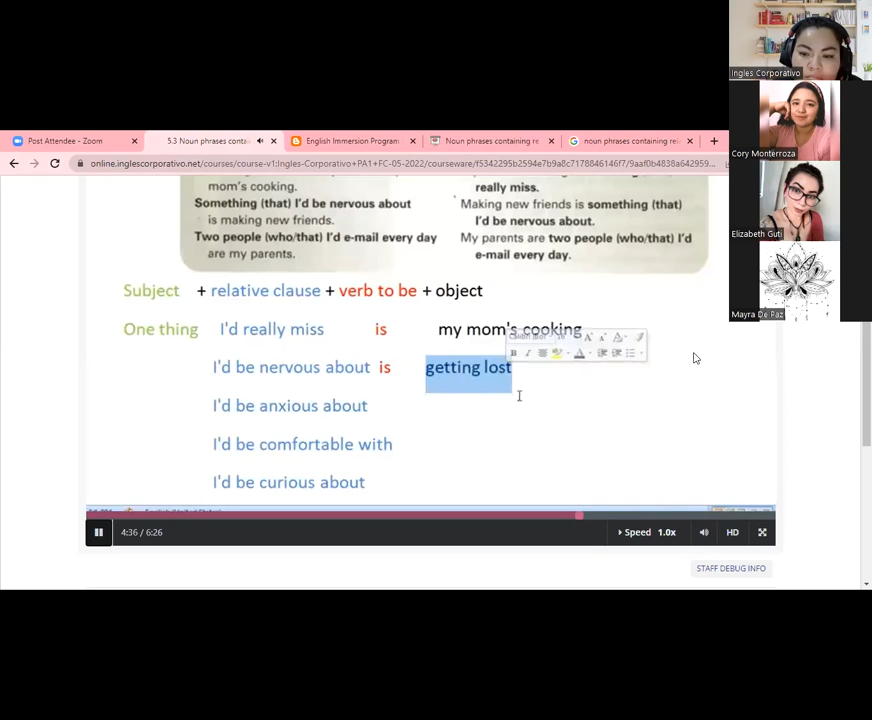 Ingles Corporativo
Cory Monterroza
Elizabeth Guti
Mayra De Paz
Post Attendee - Zoom
5.3 Noun phrases conta
English Immersion Program
Noun phrases containing re
noun phrases containing rel
online.inglescorporativo.net/courses/course-v1:Ingles-Corporativo+PA1+FC-05-2022/courseware/f5342295b2594e7b9a8c7178846146f7/9aaf0b4838a642959...
mom's cooking.
Something (that) I'd be nervous about
is making new friends.
Two people (who/that) I'd e-mail every day
are my parents.
really miss.
Making new friends is something (that)
I'd be nervous about.
My parents are two people (who/that) I'd
e-mail every day.
Subject + relative clause + verb to be + object
One thing I'd really miss is my mom's cooking
I'd be nervous about is getting lost
I'd be anxious about
I'd be comfortable with
I'd be curious about
4:36 / 6:26
Speed 1.0x
HD
STAFF DEBUG INFO